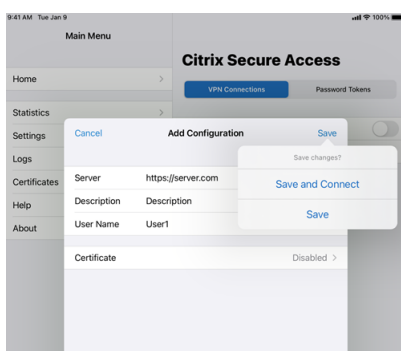 9:41 AM Tue Jan 9
100%
Main Menu
Citrix Secure Access
Home
VPN Connections
Password Tokens
Statistics
Settings
Logs
Certificates
Help
About
Cancel
Add Configuration
Save
Save changes?
Save and Connect
Save
Server
https://server.com
Description
Description
User Name
User1
Certificate
Disabled